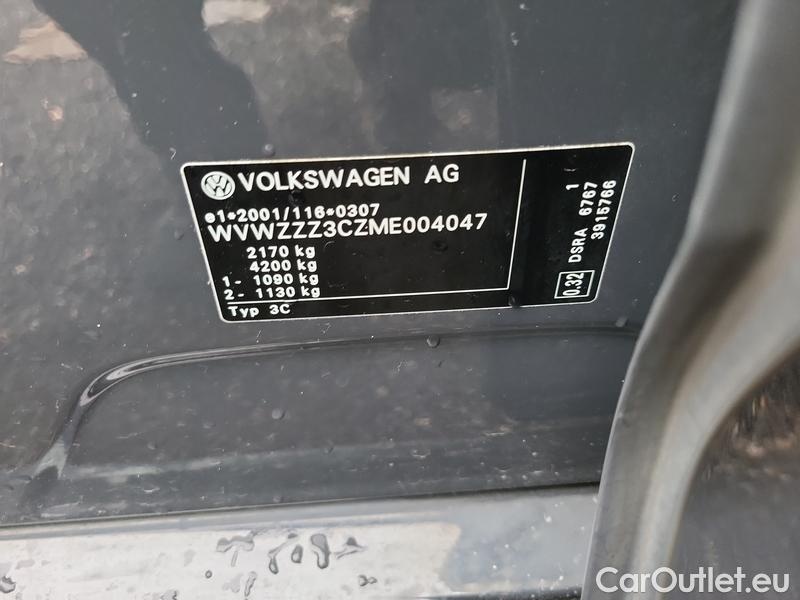 VOLKSWAGEN AG
e1*2001/116*0307
WVWZZZ3CZME004047
2170 kg
4200 kg
1- 1090 kg
2- 1130 kg
Typ 3C
0.32
DSRA 6767 1
3915766
CarOutlet.eu